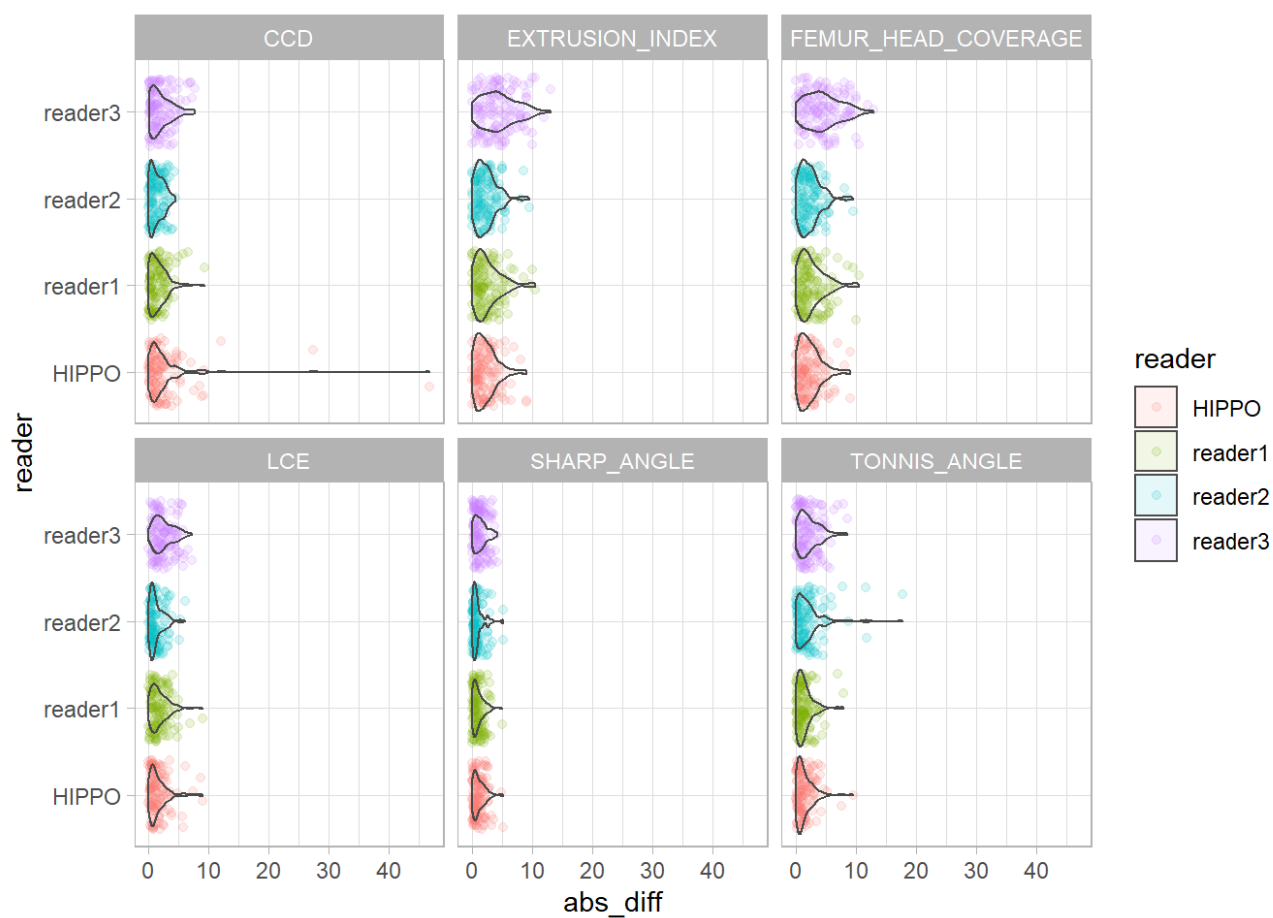 CCD EXTRUSION_INDEX FEMUR_HEAD_COVERAGE
reader3
reader2
reader1
HIPPO
LCE SHARP_ANGLE TONNIS_ANGLE
reader3
reader2
reader1
HIPPO
0 10 20 30 40 0 10 20 30 40 0 10 20 30 40
abs_diff
reader
reader
HIPPO
reader1
reader2
reader3